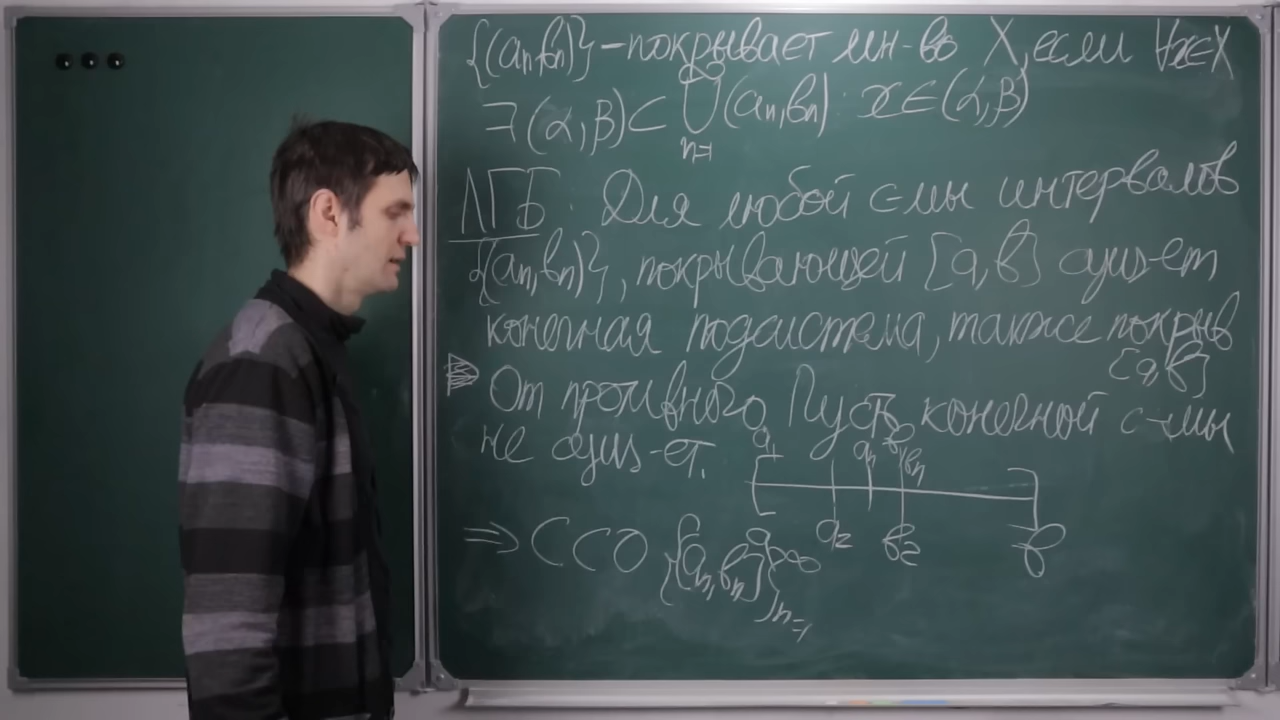 {(aₙ,bₙ)} – покрывает мн-во X, если ∀x∈X
∃(α,β)⊂ ⋃ₙ₌₁^∞ (aₙ,bₙ): x∈(α,β)
ЛГБ: Для любой с-мы интервалов
{(aₙ,bₙ)}, покрывающей [a,b] сущ-ет
конечная подсистема, также покрыв
[a,b]
От противного. Пусть конечной с-мы
не сущ-ет.
a₁ aₙ bₙ
a₂ b₂ b
⇒ ССО {[aₙ,bₙ]}ₙ₌₁^∞